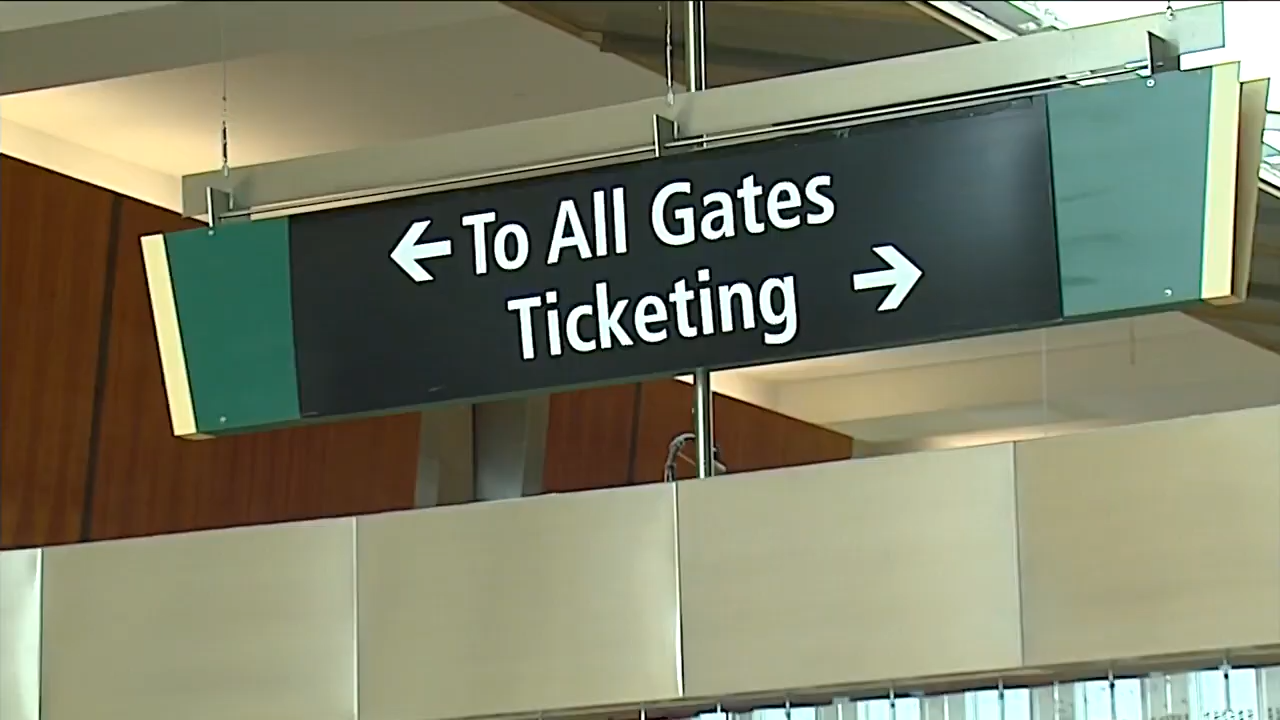 ← To All Gates
Ticketing →